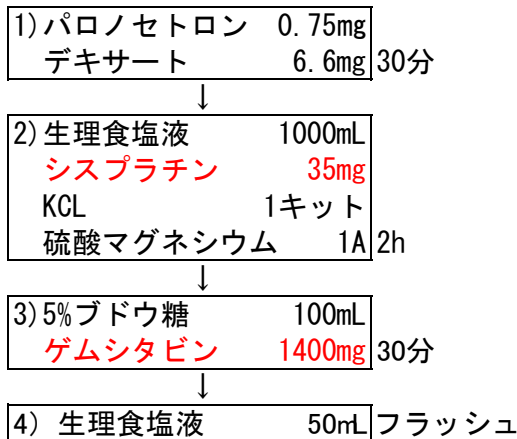 1)パロノセトロン 0.75mg
デキサート 6.6mg 30分
↓
2)生理食塩液 1000mL
シスプラチン 35mg
KCL 1キット
硫酸マグネシウム 1A 2h
↓
3)5%ブドウ糖 100mL
ゲムシタビン 1400mg 30分
↓
4) 生理食塩液 50mL フラッシュ